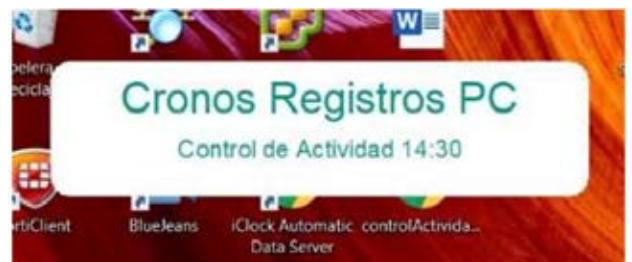 Cronos Registros PC
Control de Actividad 14:30
BlueJeans
iClock Automatic
Data Server
controlActivida...